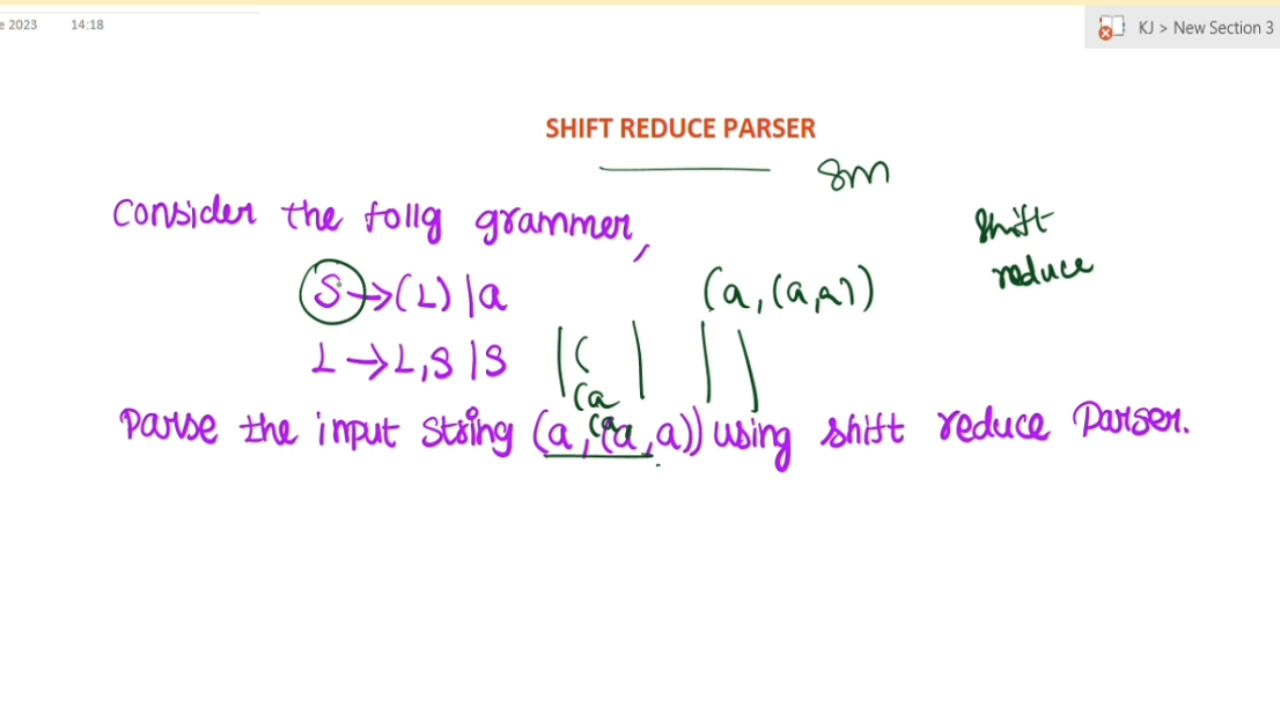 e 2023 14:18
KJ > New Section 3
SHIFT REDUCE PARSER
8m
Consider the follg grammer,
shift
reduce
S→(L) |a
(a,(a,a))
L→L,S |S
(
(a
(a,
Parse the input string (a,(a,a)) using shift reduce Parser.